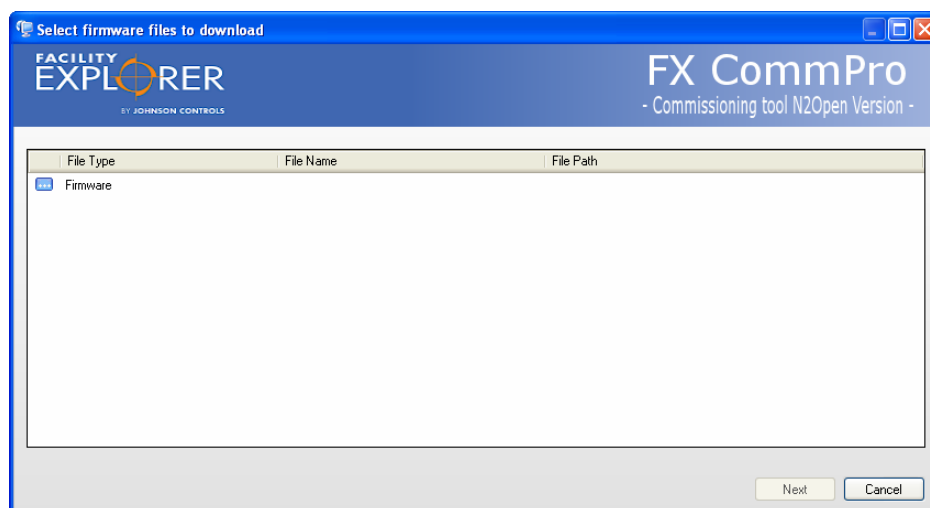 Select firmware files to download
FACILITY
EXPLORER
BY JOHNSON CONTROLS
FX CommPro
- Commissioning tool N2Open Version -
File Type File Name File Path
Firmware
Next Cancel